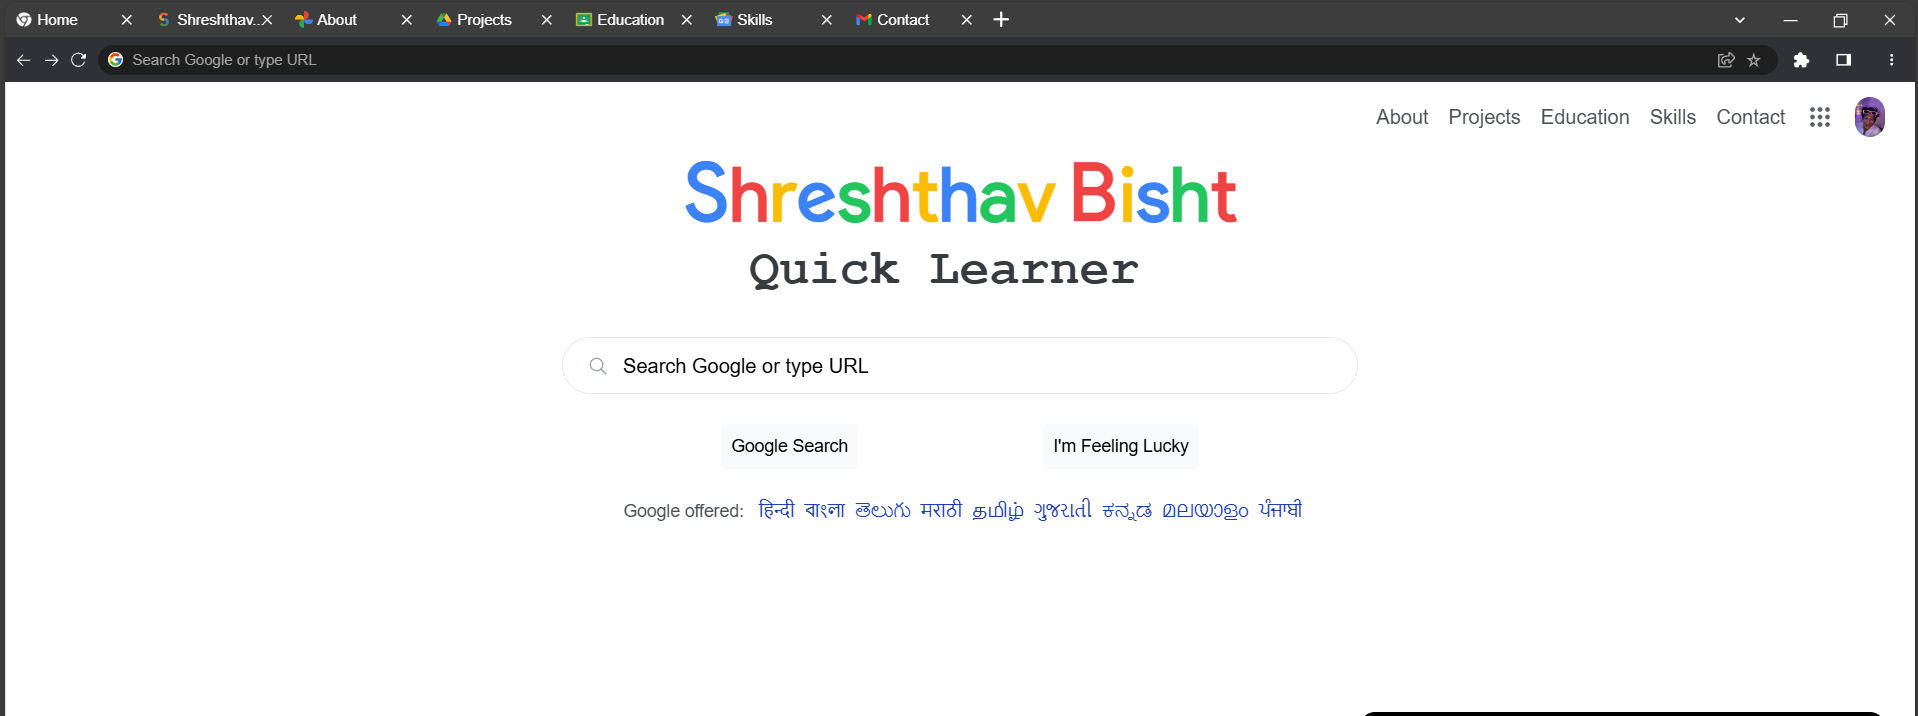 Home Shreshthav... About Projects Education Skills Contact
Search Google or type URL
About Projects Education Skills Contact
Shreshthav Bisht
Quick Learner
Search Google or type URL
Google Search I'm Feeling Lucky
Google offered: हिन्दी বাংলা తెలుగు मराठी தமிழ் ગુજરાતી ಕನ್ನಡ മലയാളം ਪੰਜਾਬੀ